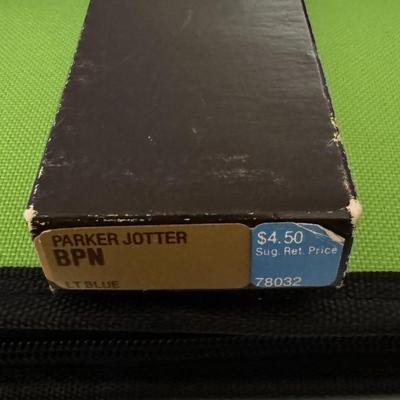 PARKER JOTTER
BPN
LT BLUE
$4.50
Sug. Ret. Price
78032